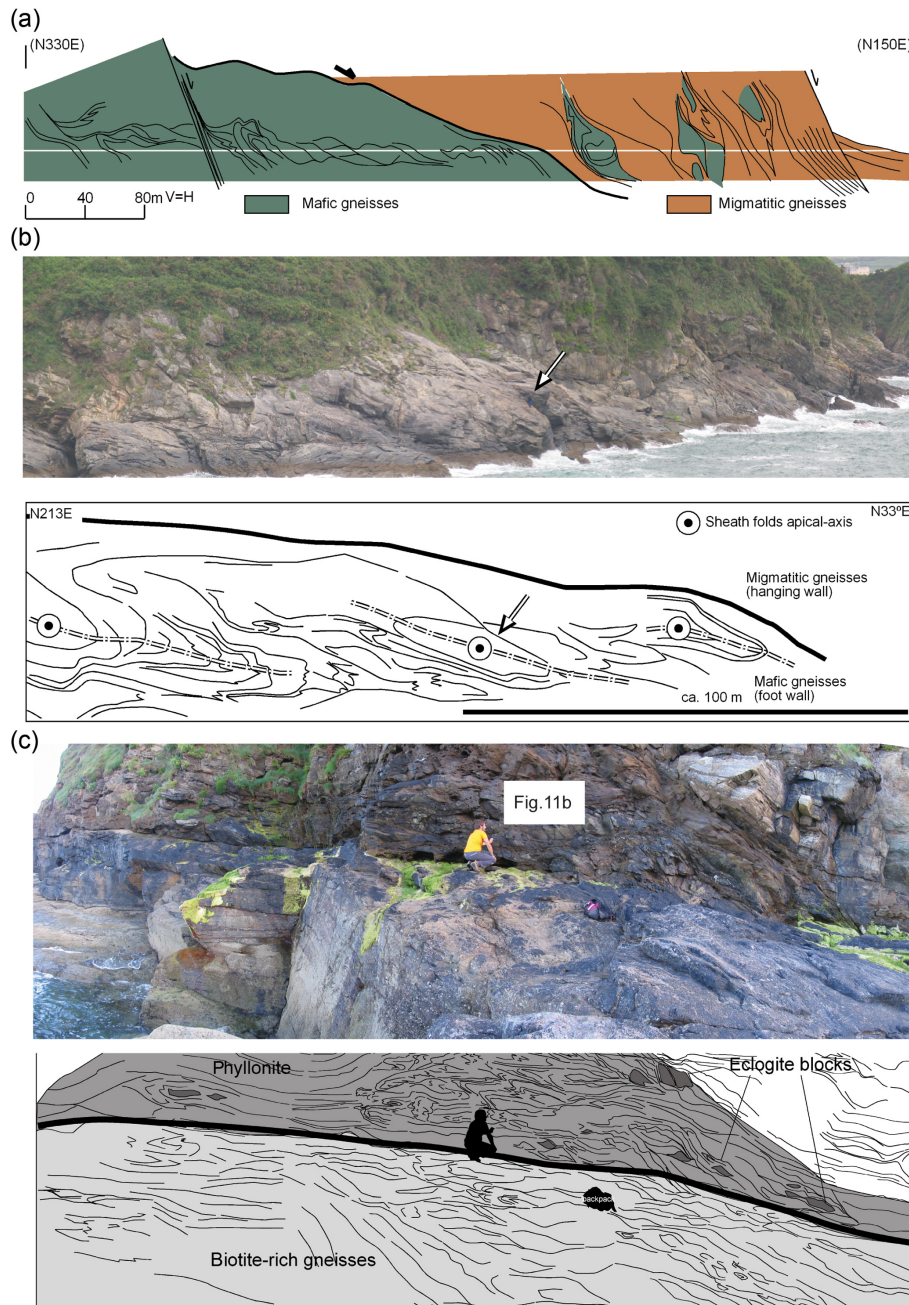 (a)
(N330E)
(N150E)
0 40 80m V=H
Mafic gneisses
Migmatitic gneisses
(b)
N213E
N33ºE
Sheath folds apical-axis
Migmatitic gneisses
(hanging wall)
Mafic gneisses
(foot wall)
ca. 100 m
(c)
Fig.11b
Phyllonite
Eclogite blocks
backpack
Biotite-rich gneisses